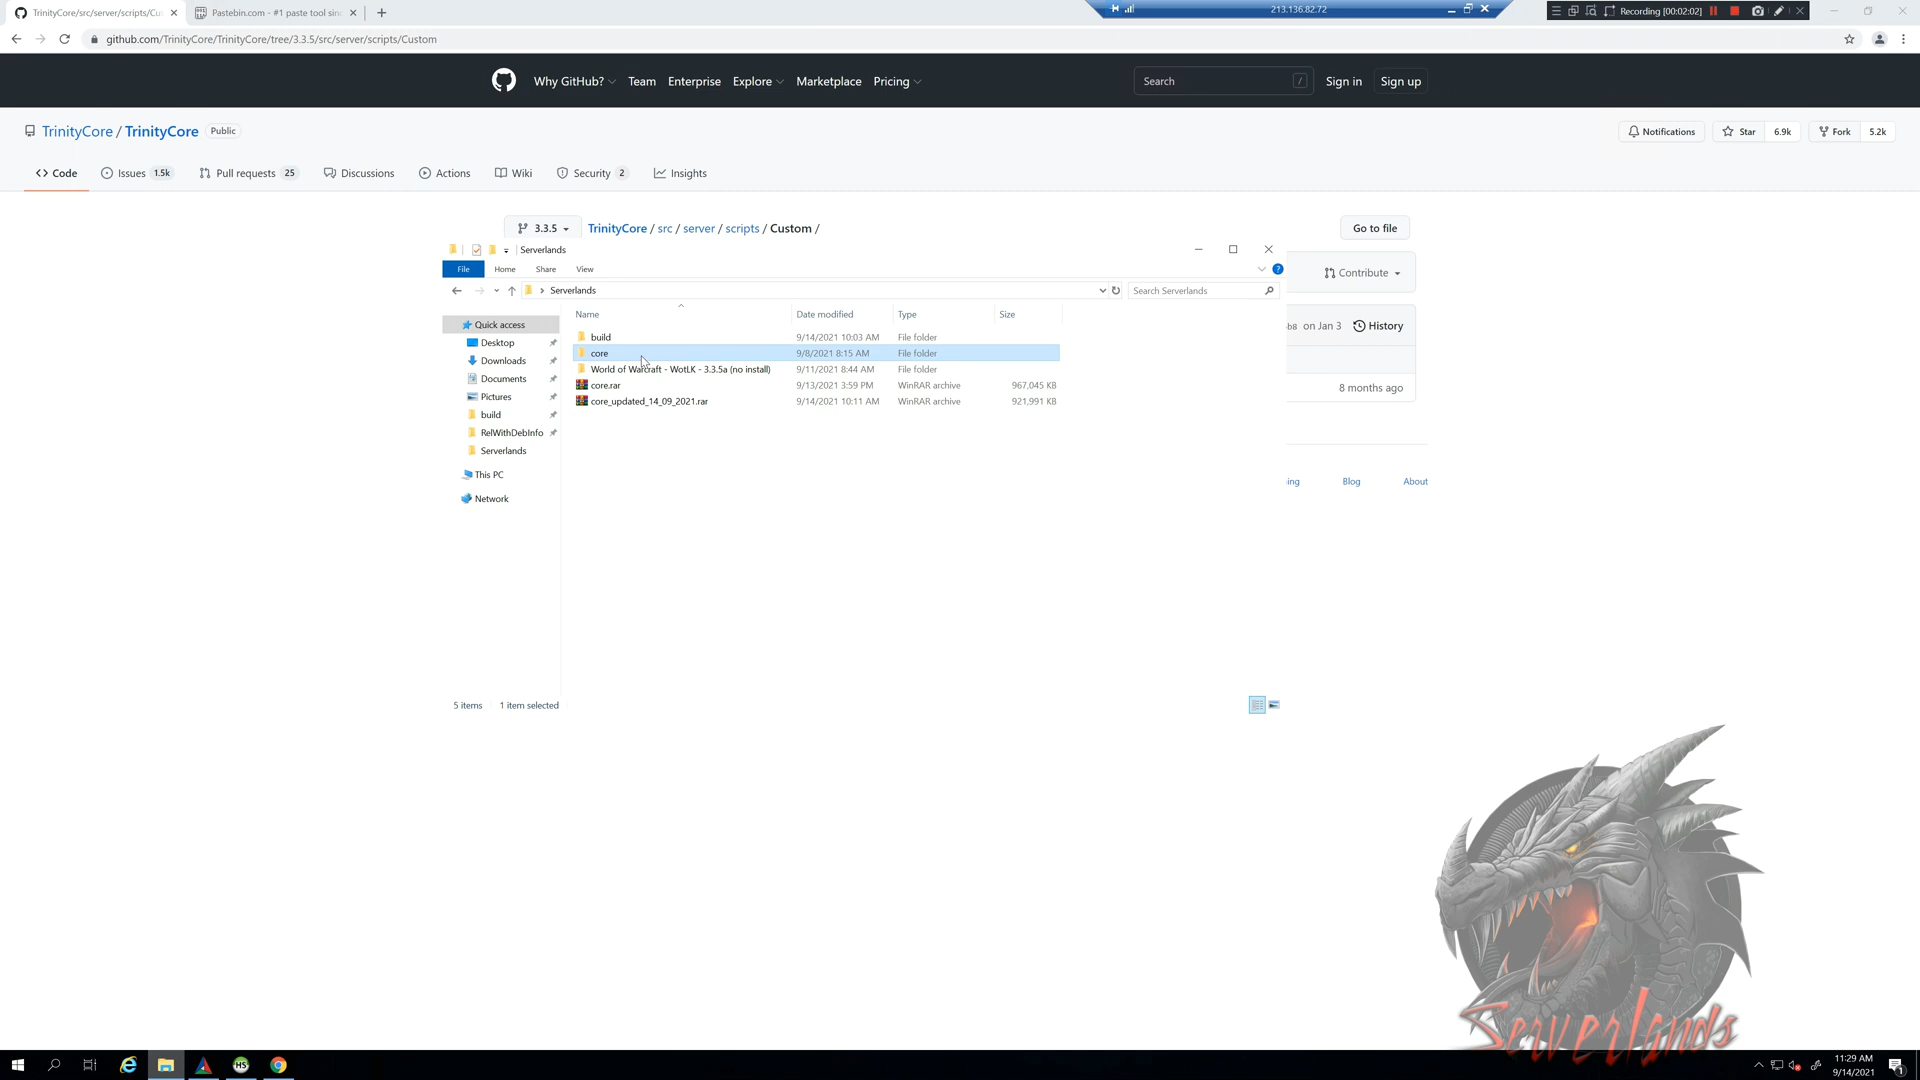 TrinityCore/src/server/scripts/Cus
Pastebin.com - #1 paste tool sinc
213.136.82.72
Recording [00:02:02]
github.com/TrinityCore/TrinityCore/tree/3.3.5/src/server/scripts/Custom
Why GitHub? Team Enterprise Explore Marketplace Pricing
Search / Sign in Sign up
TrinityCore / TrinityCore Public
Notifications Star 6.9k Fork 5.2k
Code Issues 1.5k Pull requests 25 Discussions Actions Wiki Security 2 Insights
3.3.5 TrinityCore / src / server / scripts / Custom / Go to file
Serverlands
File Home Share View
Contribute
Serverlands Search Serverlands
Name Date modified Type Size
on Jan 3 History
Quick access
Desktop
Downloads
Documents
Pictures
build
RelWithDebInfo
Serverlands
This PC
Network
build 9/14/2021 10:03 AM File folder
core 9/8/2021 8:15 AM File folder
World of Warcraft - WotLK - 3.3.5a (no install) 9/11/2021 8:44 AM File folder
core.rar 9/13/2021 3:59 PM WinRAR archive 967,045 KB
core_updated_14_09_2021.rar 9/14/2021 10:11 AM WinRAR archive 921,991 KB
8 months ago
ing Blog About
5 items 1 item selected
Serverlands
HS
11:29 AM
9/14/2021
1